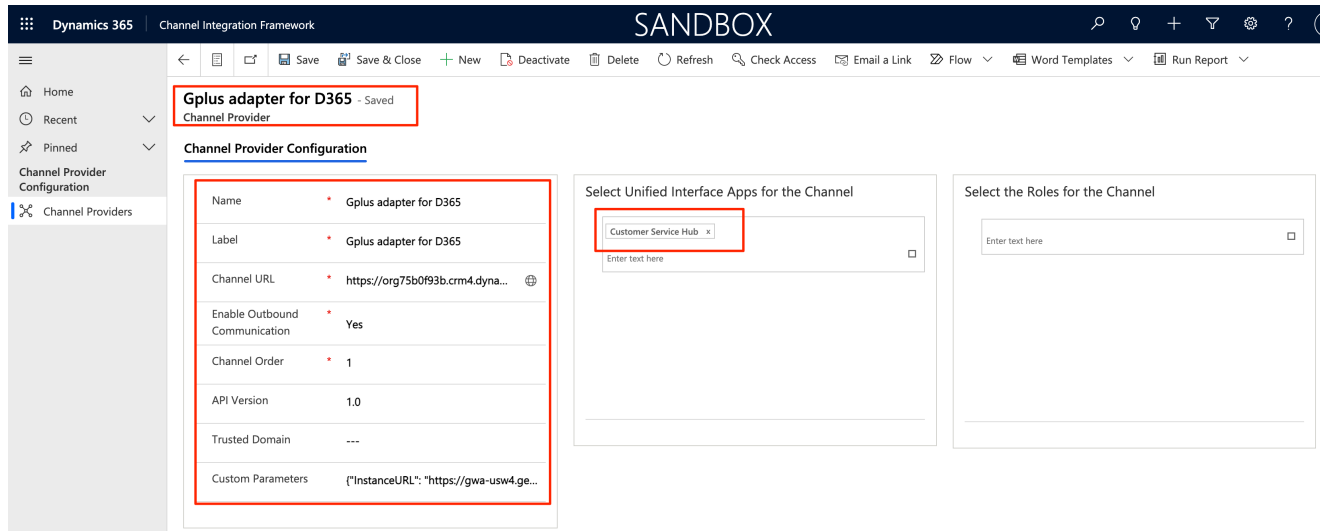 Dynamics 365 Channel Integration Framework SANDBOX
Save Save & Close New Deactivate Delete Refresh Check Access Email a Link Flow Word Templates Run Report
Home
Recent
Pinned
Channel Provider
Configuration
Channel Providers
Gplus adapter for D365 - Saved
Channel Provider
Channel Provider Configuration
Name * Gplus adapter for D365
Label * Gplus adapter for D365
Channel URL * https://org75b0f93b.crm4.dyna...
Enable Outbound
Communication * Yes
Channel Order * 1
API Version 1.0
Trusted Domain ---
Custom Parameters {"InstanceURL": "https://gwa-usw4.ge...
Select Unified Interface Apps for the Channel
Customer Service Hub x
Enter text here
Select the Roles for the Channel
Enter text here